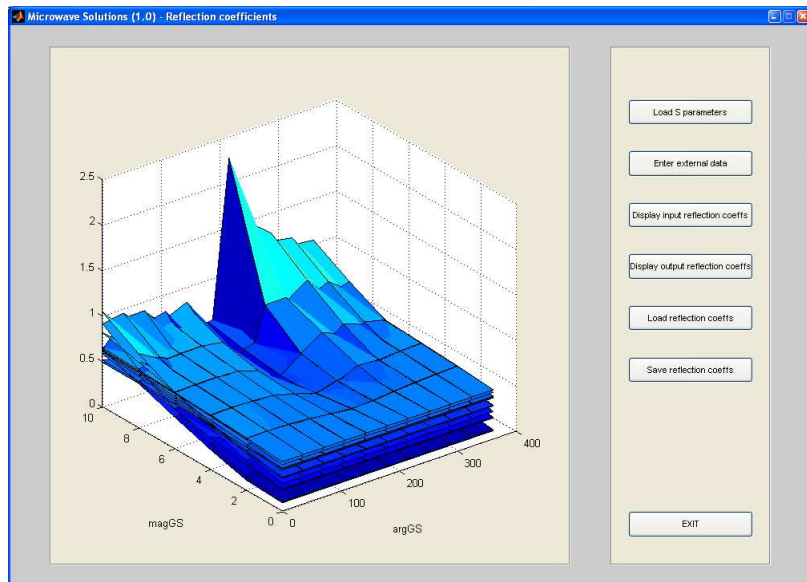 Microwave Solutions (1.0) - Reflection coefficients
Load S parameters
Enter external data
Display input reflection coeffs
Display output reflection coeffs
Load reflection coeffs
Save reflection coeffs
EXIT
2.5
2
1.5
1
0.5
0
10
8
6
4
2
0
0
100
200
300
400
magGS
argGS